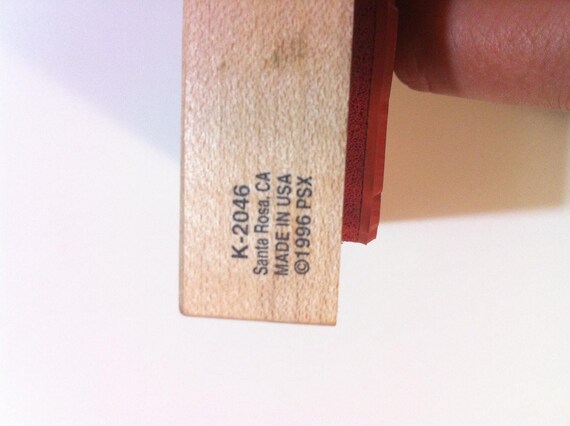 K-2046
Santa Rosa, CA
MADE IN USA
©1996 PSX